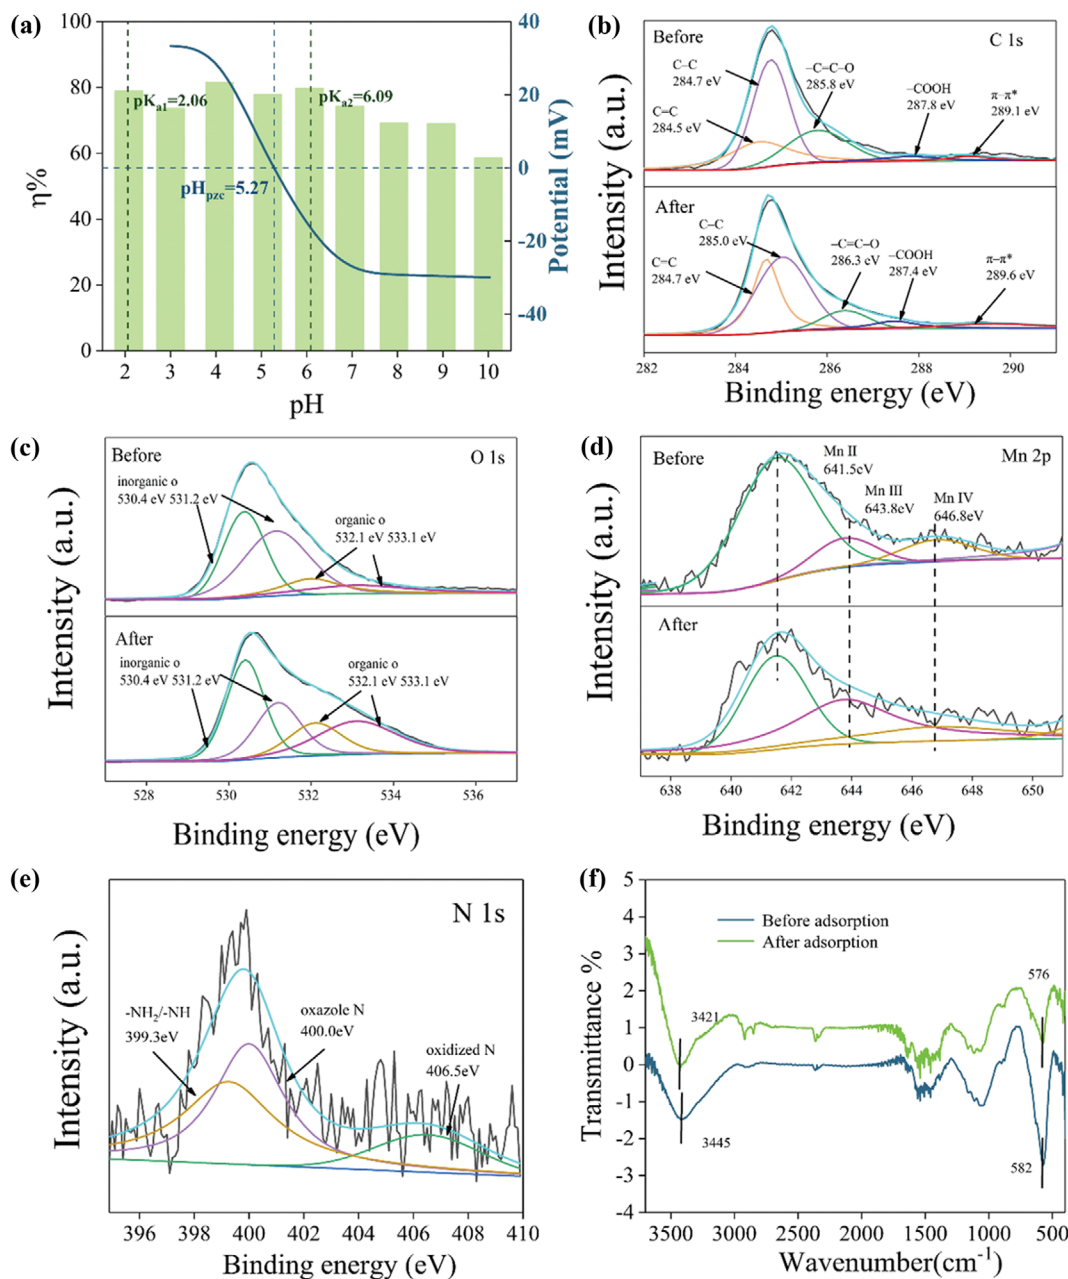 (a)
100
80
60
40
20
0
η%
pKa1=2.06
pKa2=6.09
pHpzc=5.27
40
20
0
-20
-40
Potential (mV)
2 3 4 5 6 7 8 9 10
pH
(b)
Before
C 1s
C–C
284.7 eV
C=C
284.5 eV
–C=C–O
285.8 eV
–COOH
287.8 eV
π–π*
289.1 eV
After
C–C
285.0 eV
C=C
284.7 eV
–C=C–O
286.3 eV
–COOH
287.4 eV
π–π*
289.6 eV
Intensity (a.u.)
282 284 286 288 290
Binding energy (eV)
(c)
Before
O 1s
inorganic o
530.4 eV 531.2 eV
organic o
532.1 eV 533.1 eV
After
inorganic o
530.4 eV 531.2 eV
organic o
532.1 eV 533.1 eV
Intensity (a.u.)
528 530 532 534 536
Binding energy (eV)
(d)
Before
Mn 2p
Mn II
641.5eV
Mn III
643.8eV
Mn IV
646.8eV
After
Intensity (a.u.)
638 640 642 644 646 648 650
Binding energy (eV)
(e)
N 1s
-NH2/-NH
399.3eV
oxazole N
400.0eV
oxidized N
406.5eV
Intensity (a.u.)
396 398 400 402 404 406 408 410
Binding energy (eV)
(f)
5
4
3
2
1
0
-1
-2
-3
-4
Transmittance %
Before adsorption
After adsorption
3421
576
3445
582
3500 3000 2500 2000 1500 1000 500
Wavenumber(cm-1)